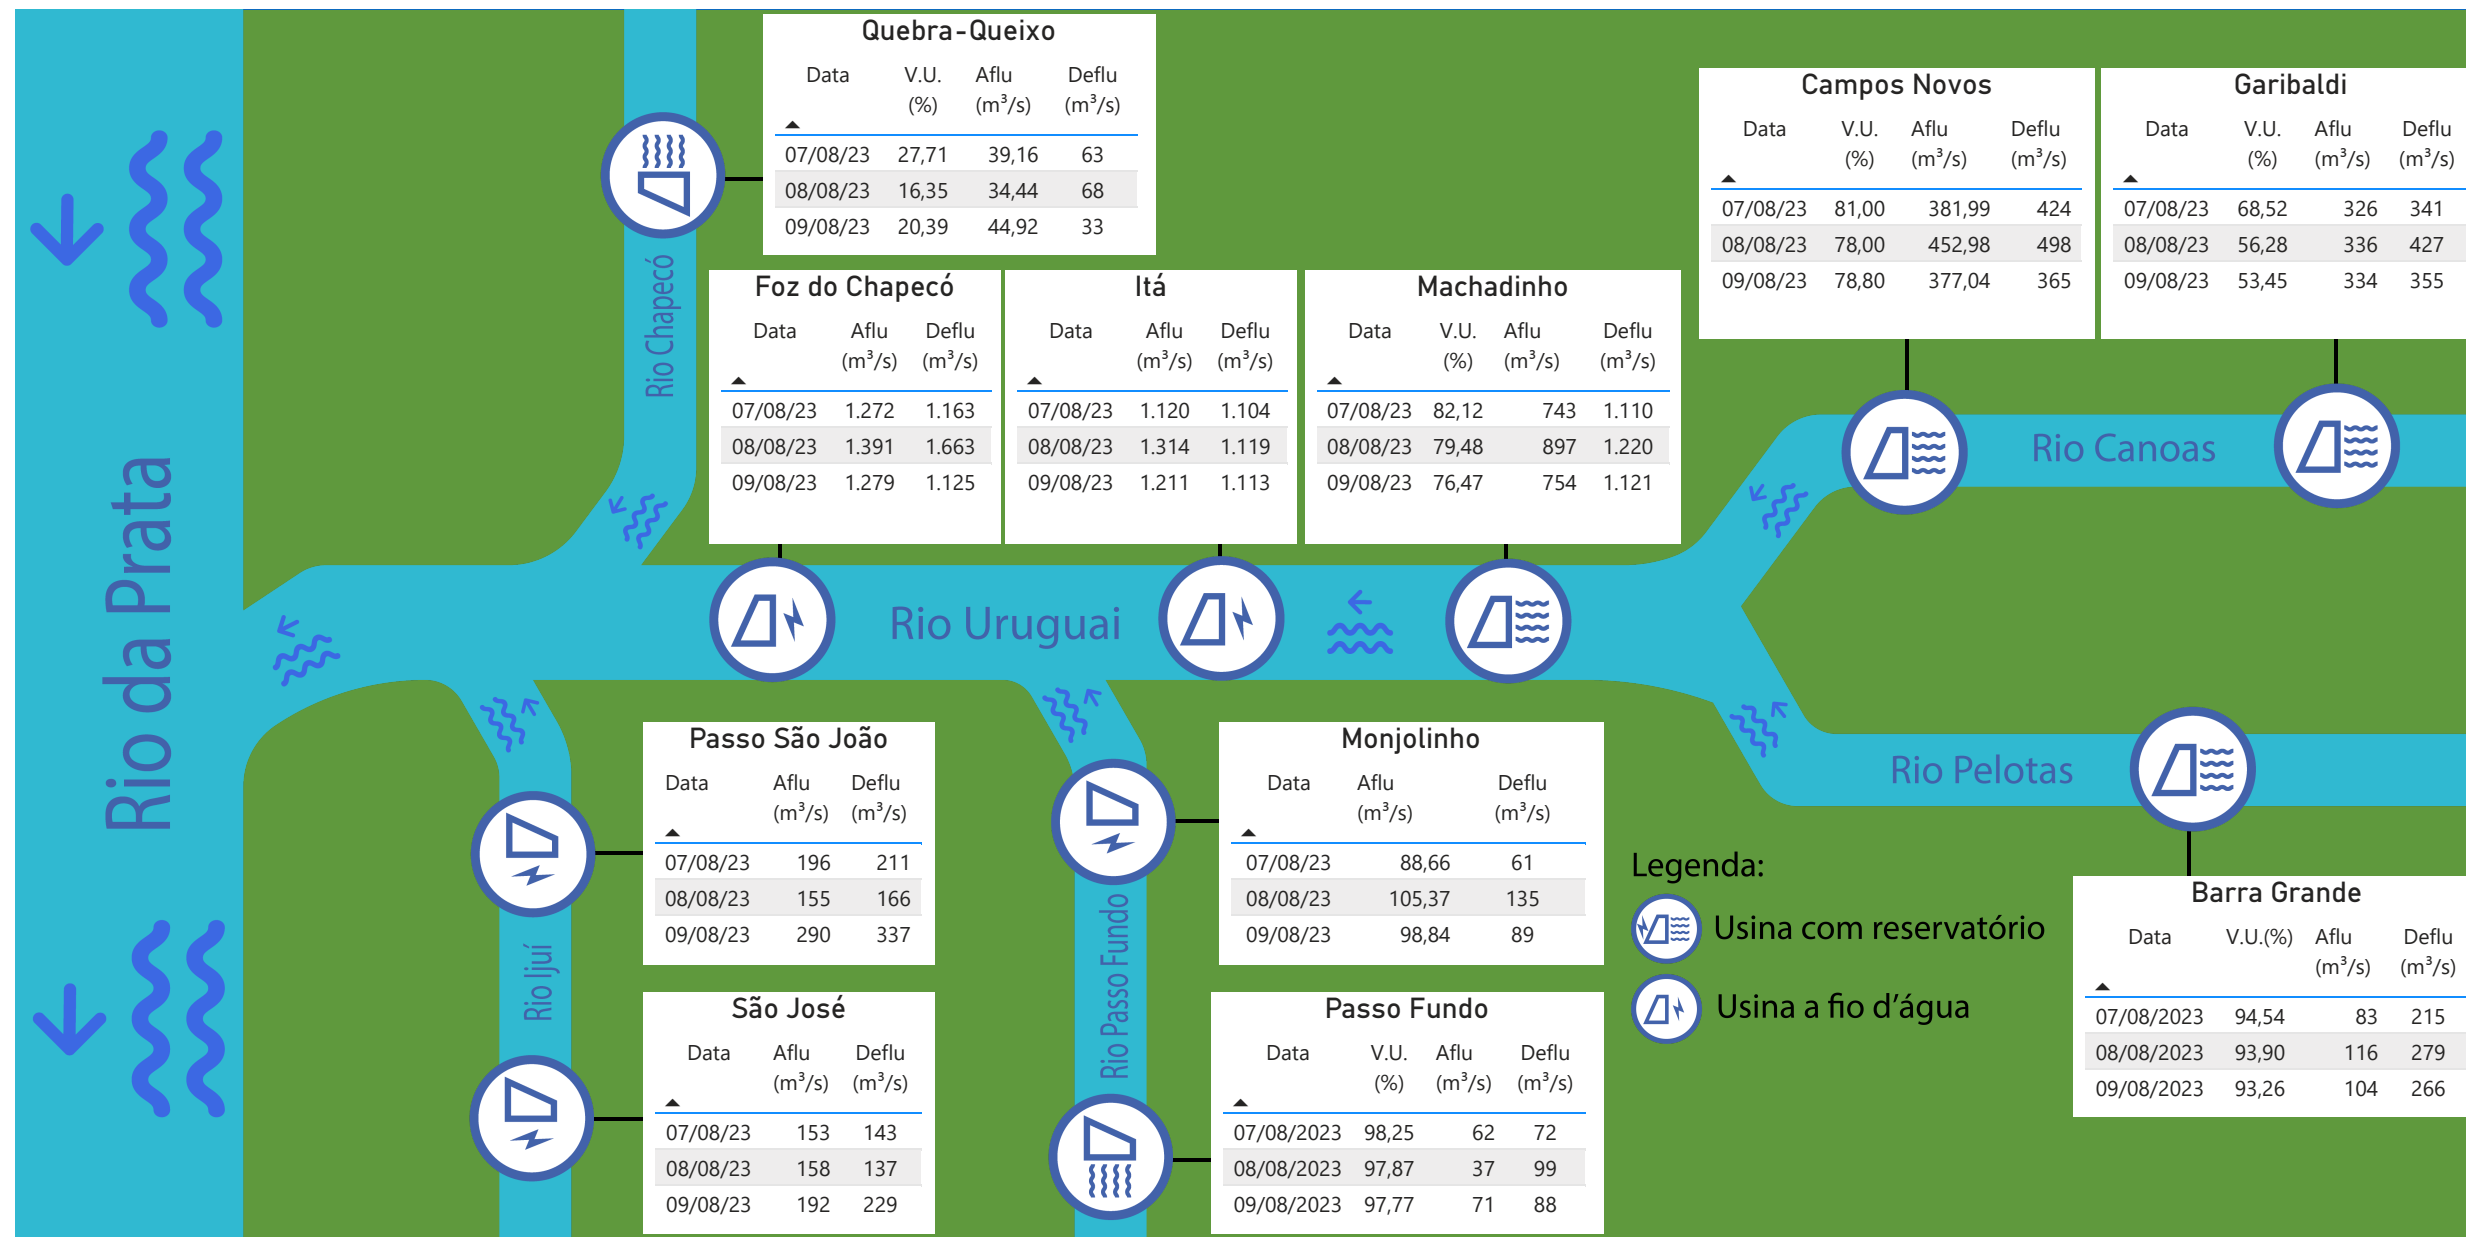 Quebra-Queixo
Data V.U. (%) Aflu (m³/s) Deflu (m³/s)
07/08/23 27,71 39,16 63
08/08/23 16,35 34,44 68
09/08/23 20,39 44,92 33
Campos Novos
Data V.U. (%) Aflu (m³/s) Deflu (m³/s)
07/08/23 81,00 381,99 424
08/08/23 78,00 452,98 498
09/08/23 78,80 377,04 365
Garibaldi
Data V.U. (%) Aflu (m³/s) Deflu (m³/s)
07/08/23 68,52 326 341
08/08/23 56,28 336 427
09/08/23 53,45 334 355
Rio Chapecó
Foz do Chapecó
Data Aflu (m³/s) Deflu (m³/s)
07/08/23 1.272 1.163
08/08/23 1.391 1.663
09/08/23 1.279 1.125
Itá
Data Aflu (m³/s) Deflu (m³/s)
07/08/23 1.120 1.104
08/08/23 1.314 1.119
09/08/23 1.211 1.113
Machadinho
Data V.U. (%) Aflu (m³/s) Deflu (m³/s)
07/08/23 82,12 743 1.110
08/08/23 79,48 897 1.220
09/08/23 76,47 754 1.121
Rio Canoas
Rio da Prata
Rio Uruguai
Rio Pelotas
Passo São João
Data Aflu (m³/s) Deflu (m³/s)
07/08/23 196 211
08/08/23 155 166
09/08/23 290 337
Monjolinho
Data Aflu (m³/s) Deflu (m³/s)
07/08/23 88,66 61
08/08/23 105,37 135
09/08/23 98,84 89
Rio Ijuí
Rio Passo Fundo
Legenda:
Usina com reservatório
Usina a fio d'água
Barra Grande
Data V.U.(%) Aflu (m³/s) Deflu (m³/s)
07/08/2023 94,54 83 215
08/08/2023 93,90 116 279
09/08/2023 93,26 104 266
São José
Data Aflu (m³/s) Deflu (m³/s)
07/08/23 153 143
08/08/23 158 137
09/08/23 192 229
Passo Fundo
Data V.U. (%) Aflu (m³/s) Deflu (m³/s)
07/08/2023 98,25 62 72
08/08/2023 97,87 37 99
09/08/2023 97,77 71 88